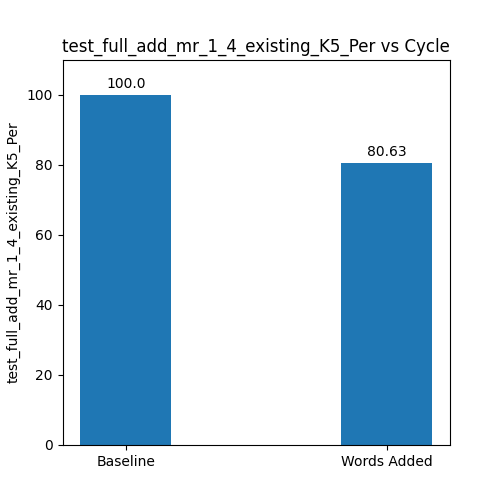 test_full_add_mr_1_4_existing_K5_Per vs Cycle
test_full_add_mr_1_4_existing_K5_Per
100
80
60
40
20
0
100.0
80.63
Baseline
Words Added